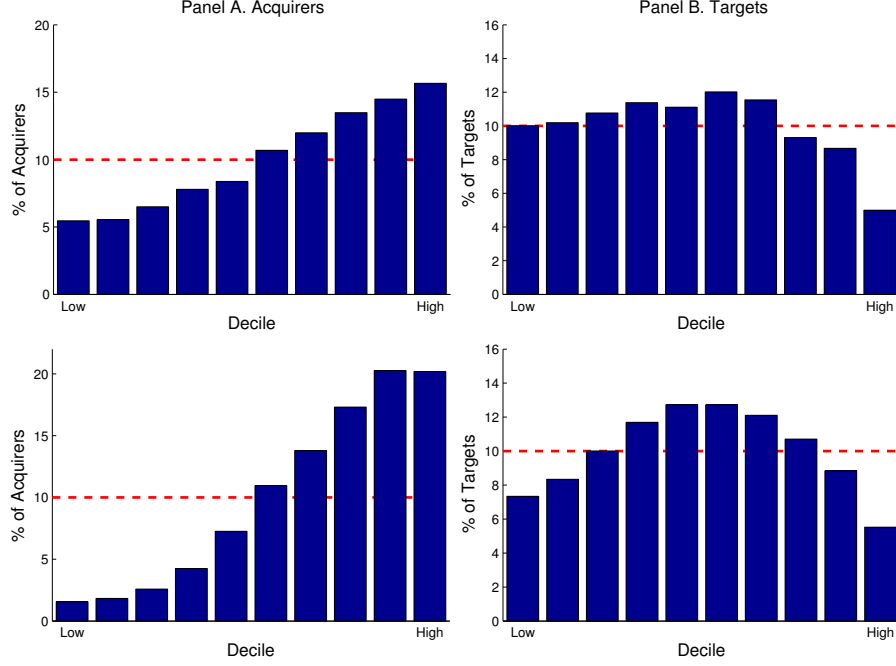 Panel A. Acquirers
20
15
10
5
0
% of Acquirers
Low
High
Decile
Panel B. Targets
16
14
12
10
8
6
4
2
0
% of Targets
Low
High
Decile
20
15
10
5
0
% of Acquirers
Low
High
Decile
16
14
12
10
8
6
4
2
0
% of Targets
Low
High
Decile